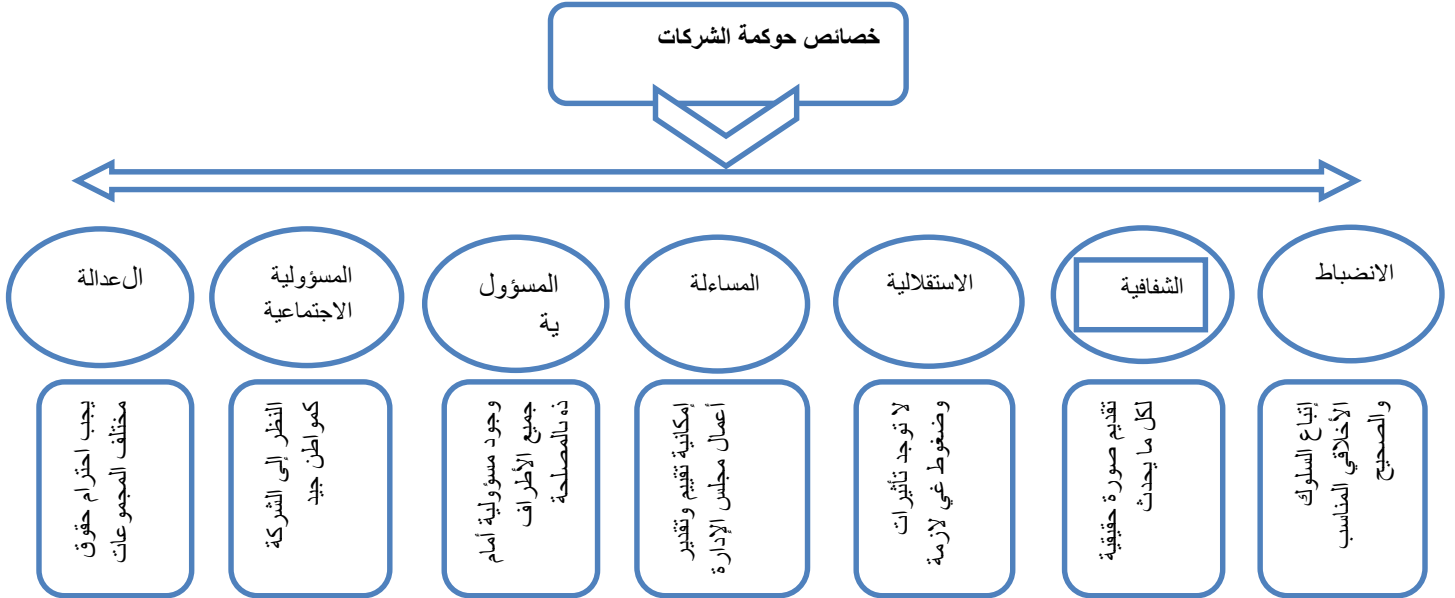 خصائص حوكمة الشركات
الانضباط
الشفافية
الاستقلالية
المساءلة
المسؤول
ية
المسؤولية
الاجتماعية
العدالة
إتباع السلوك
الأخلاقي المناسب
والصحيح
تقديم صورة حقيقية
لكل ما يحدث
لا توجد تأثيرات
وضغوط غي لازمة
إمكانية تقييم وتقدير
أعمال مجلس الإدارة
وجود مسؤولية أمام
جميع الأطراف
النظر إلى الشركة
كمواطن جيد
يجب احترام حقوق
مختلف المجموعات